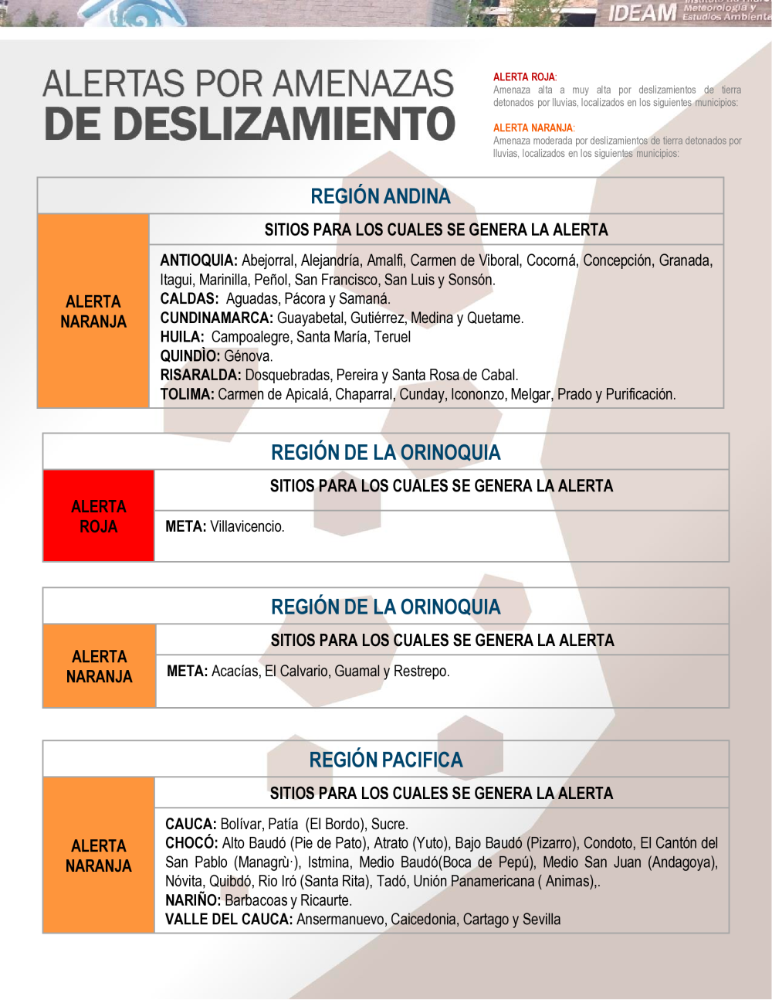 IDEAM
Meteorología y
Estudios Ambienta
ALERTAS POR AMENAZAS
DE DESLIZAMIENTO
ALERTA ROJA:
Amenaza alta a muy alta por deslizamientos de tierra
detonados por lluvias, localizados en los siguientes municipios:
ALERTA NARANJA:
Amenaza moderada por deslizamientos de tierra detonados por
lluvias, localizados en los siguientes municipios:
REGIÓN ANDINA
SITIOS PARA LOS CUALES SE GENERA LA ALERTA
ALERTA
NARANJA
ANTIOQUIA: Abejorral, Alejandría, Amalfi, Carmen de Viboral, Cocorná, Concepción, Granada,
Itagui, Marinilla, Peñol, San Francisco, San Luis y Sonsón.
CALDAS: Aguadas, Pácora y Samaná.
CUNDINAMARCA: Guayabetal, Gutiérrez, Medina y Quetame.
HUILA: Campoalegre, Santa María, Teruel
QUINDÌO: Génova.
RISARALDA: Dosquebradas, Pereira y Santa Rosa de Cabal.
TOLIMA: Carmen de Apicalá, Chaparral, Cunday, Icononzo, Melgar, Prado y Purificación.
REGIÓN DE LA ORINOQUIA
SITIOS PARA LOS CUALES SE GENERA LA ALERTA
ALERTA
ROJA
META: Villavicencio.
REGIÓN DE LA ORINOQUIA
SITIOS PARA LOS CUALES SE GENERA LA ALERTA
ALERTA
NARANJA
META: Acacías, El Calvario, Guamal y Restrepo.
REGIÓN PACIFICA
SITIOS PARA LOS CUALES SE GENERA LA ALERTA
ALERTA
NARANJA
CAUCA: Bolívar, Patía (El Bordo), Sucre.
CHOCÓ: Alto Baudó (Pie de Pato), Atrato (Yuto), Bajo Baudó (Pizarro), Condoto, El Cantón del
San Pablo (Managrù·), Istmina, Medio Baudó(Boca de Pepú), Medio San Juan (Andagoya),
Nóvita, Quibdó, Rio Iró (Santa Rita), Tadó, Unión Panamericana ( Animas),.
NARIÑO: Barbacoas y Ricaurte.
VALLE DEL CAUCA: Ansermanuevo, Caicedonia, Cartago y Sevilla